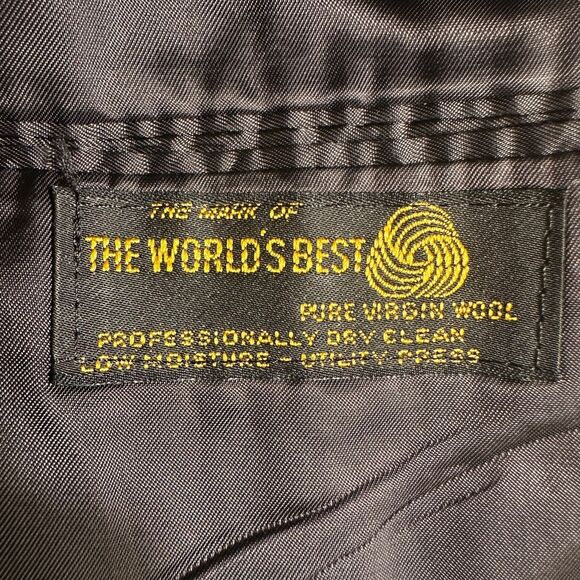 THE MARK OF
THE WORLD'S BEST
PURE VIRGIN WOOL
PROFESSIONALLY DRY CLEAN
LOW MOISTURE - UTILITY PRESS